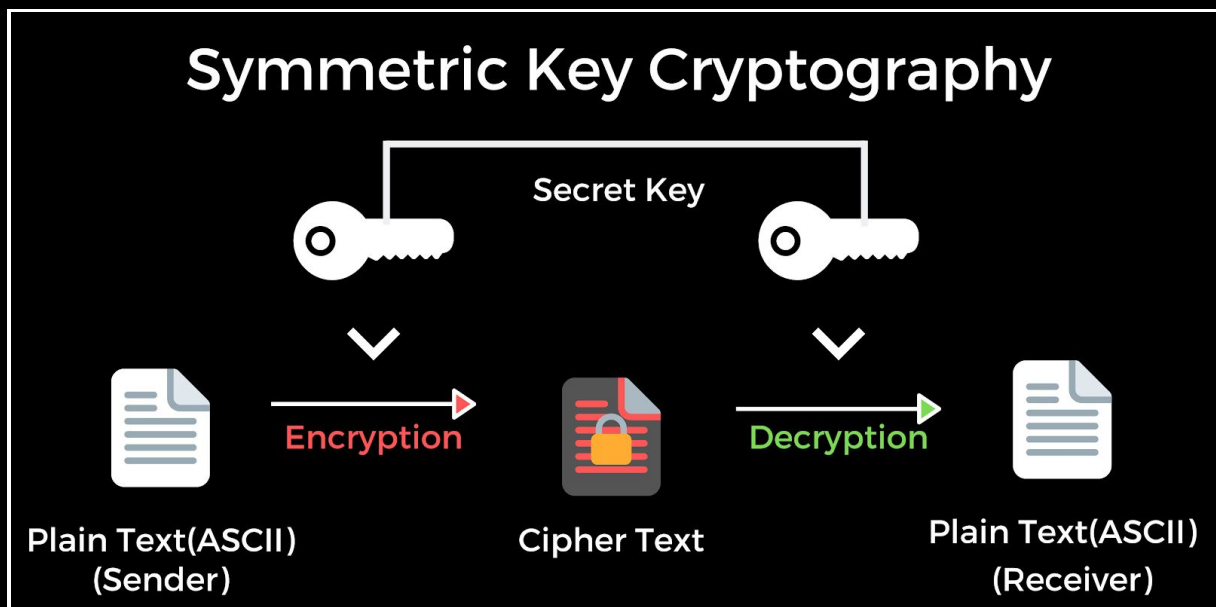 Symmetric Key Cryptography
Secret Key
Encryption
Decryption
Plain Text(ASCII)
(Sender)
Cipher Text
Plain Text(ASCII)
(Receiver)